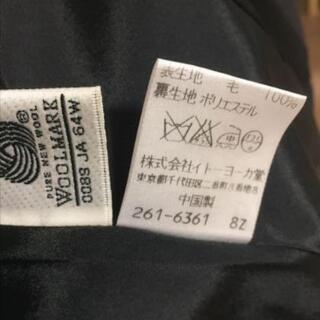 PURE NEW WOOL
WOOLMARK
008S JA 64W
表生地 毛 100%
裏生地 ポリエステル
中
株式会社イトーヨーカ堂
東京都千代田区二番町8番地8
中国製
261-6361 8Z